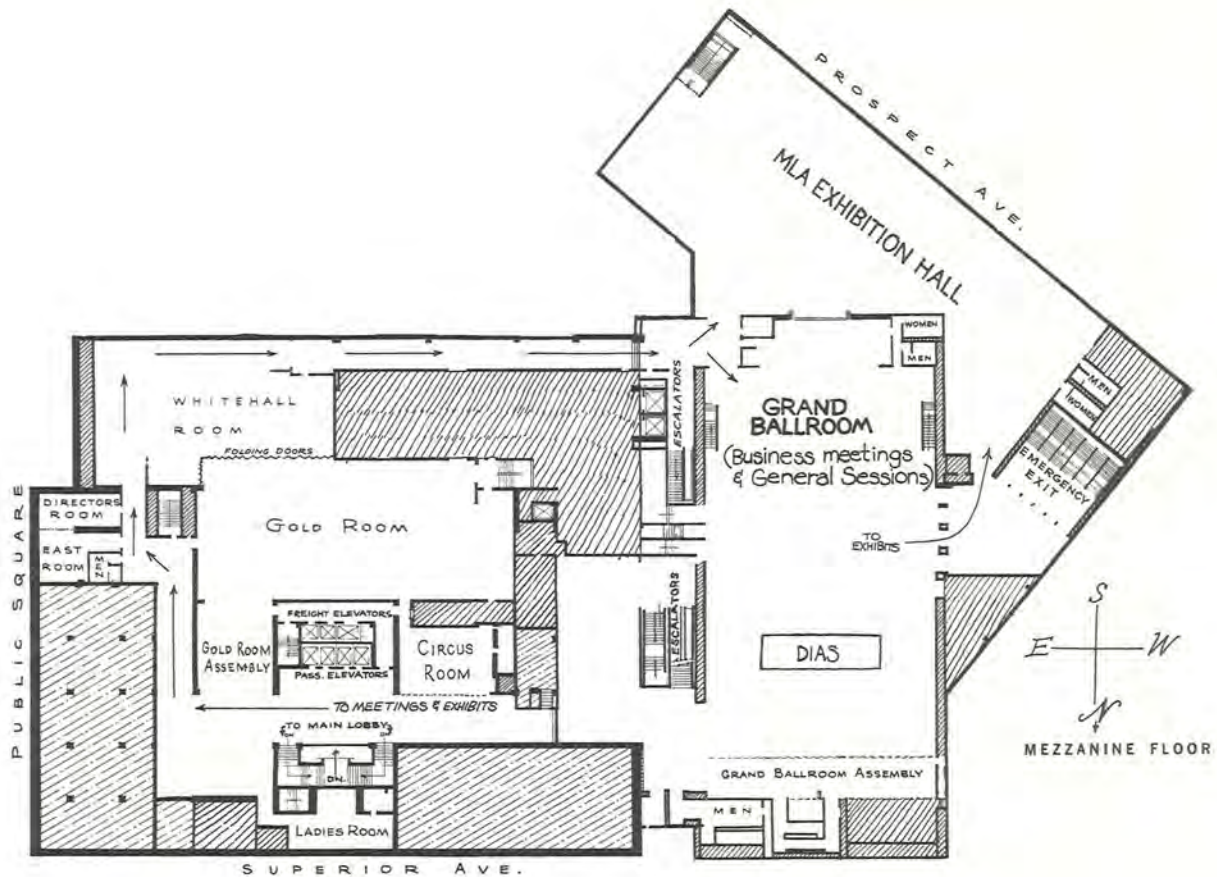 PROSPECT AVE.
MLA EXHIBITION HALL
WOMEN
MEN
MEN
WOMEN
EMERGENCY
EXIT
ESCALATORS
GRAND
BALLROOM
(Business meetings
& General Sessions)
WHITEHALL
ROOM
FOLDING DOORS
PUBLIC SQUARE
DIRECTORS
ROOM
EAST
ROOM
MEN
GOLD ROOM
TO
EXHIBITS
FREIGHT ELEVATORS
GOLD ROOM
ASSEMBLY
PASS. ELEVATORS
CIRCUS
ROOM
ESCALATORS
DIAS
S
E W
N
MEZZANINE FLOOR
TO MEETINGS & EXHIBITS
TO MAIN LOBBY
DN
DN
DN.
GRAND BALLROOM ASSEMBLY
MEN
LADIES ROOM
SUPERIOR AVE.